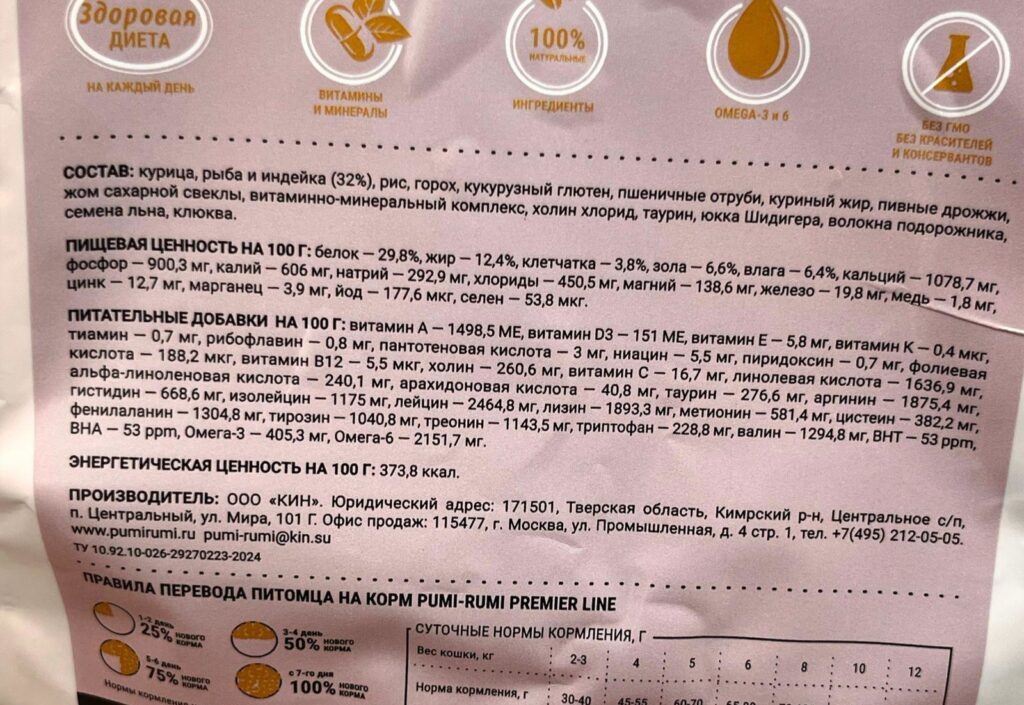 Здоровая
ДИЕТА
НА КАЖДЫЙ ДЕНЬ
ВИТАМИНЫ
И МИНЕРАЛЫ
100%
НАТУРАЛЬНЫЕ
ИНГРЕДИЕНТЫ
OMEGA-3 и 6
БЕЗ ГМО
БЕЗ КРАСИТЕЛЕЙ
И КОНСЕРВАНТОВ
СОСТАВ: курица, рыба и индейка (32%), рис, горох, кукурузный глютен, пшеничные отруби, куриный жир, пивные дрожжи,
жом сахарной свеклы, витаминно-минеральный комплекс, холин хлорид, таурин, юкка Шидигера, волокна подорожника,
семена льна, клюква.
ПИЩЕВАЯ ЦЕННОСТЬ НА 100 Г: белок — 29,8%, жир — 12,4%, клетчатка — 3,8%, зола — 6,6%, влага — 6,4%, кальций — 1078,7 мг,
фосфор — 900,3 мг, калий — 606 мг, натрий — 292,9 мг, хлориды — 450,5 мг, магний — 138,6 мг, железо — 19,8 мг, медь — 1,8 мг,
цинк — 12,7 мг, марганец — 3,9 мг, йод — 177,6 мкг, селен — 53,8 мкг.
ПИТАТЕЛЬНЫЕ ДОБАВКИ НА 100 Г: витамин А — 1498,5 МЕ, витамин D3 — 151 МЕ, витамин Е — 5,8 мг, витамин К — 0,4 мкг,
тиамин — 0,7 мг, рибофлавин — 0,8 мг, пантотеновая кислота — 3 мг, ниацин — 5,5 мг, пиридоксин — 0,7 мг, фолиевая
кислота — 188,2 мкг, витамин В12 — 5,5 мкг, холин — 260,6 мг, витамин С — 16,7 мг, линолевая кислота — 1636,9 мг,
альфа-линоленовая кислота — 240,1 мг, арахидоновая кислота — 40,8 мг, таурин — 276,6 мг, аргинин — 1875,4 мг,
гистидин — 668,6 мг, изолейцин — 1175 мг, лейцин — 2464,8 мг, лизин — 1893,3 мг, метионин — 581,4 мг, цистеин — 382,2 мг,
фенилаланин — 1304,8 мг, тирозин — 1040,8 мг, треонин — 1143,5 мг, триптофан — 228,8 мг, валин — 1294,8 мг, BHT — 53 ppm,
BHA — 53 ppm, Омега-3 — 405,3 мг, Омега-6 — 2151,7 мг.
ЭНЕРГЕТИЧЕСКАЯ ЦЕННОСТЬ НА 100 Г: 373,8 ккал.
ПРОИЗВОДИТЕЛЬ: ООО «КИН». Юридический адрес: 171501, Тверская область, Кимрский р-н, Центральное с/п,
п. Центральный, ул. Мира, 101 Г. Офис продаж: 115477, г. Москва, ул. Промышленная, д. 4 стр. 1, тел. +7(495) 212-05-05.
www.pumirumi.ru pumi-rumi@kin.su
ТУ 10.92.10-026-29270223-2024
ПРАВИЛА ПЕРЕВОДА ПИТОМЦА НА КОРМ PUMI-RUMI PREMIER LINE
1-2 день
25% нового корма
3-4 день
50% нового корма
5-6 день
75% нового корма
с 7-го дня
100% нового корма
Нормы
СУТОЧНЫЕ НОРМЫ КОРМЛЕНИЯ, Г
Вес кошки, кг 2-3 4 5 6 8 10 12
Норма кормления, г 30-40 45-55 60-70